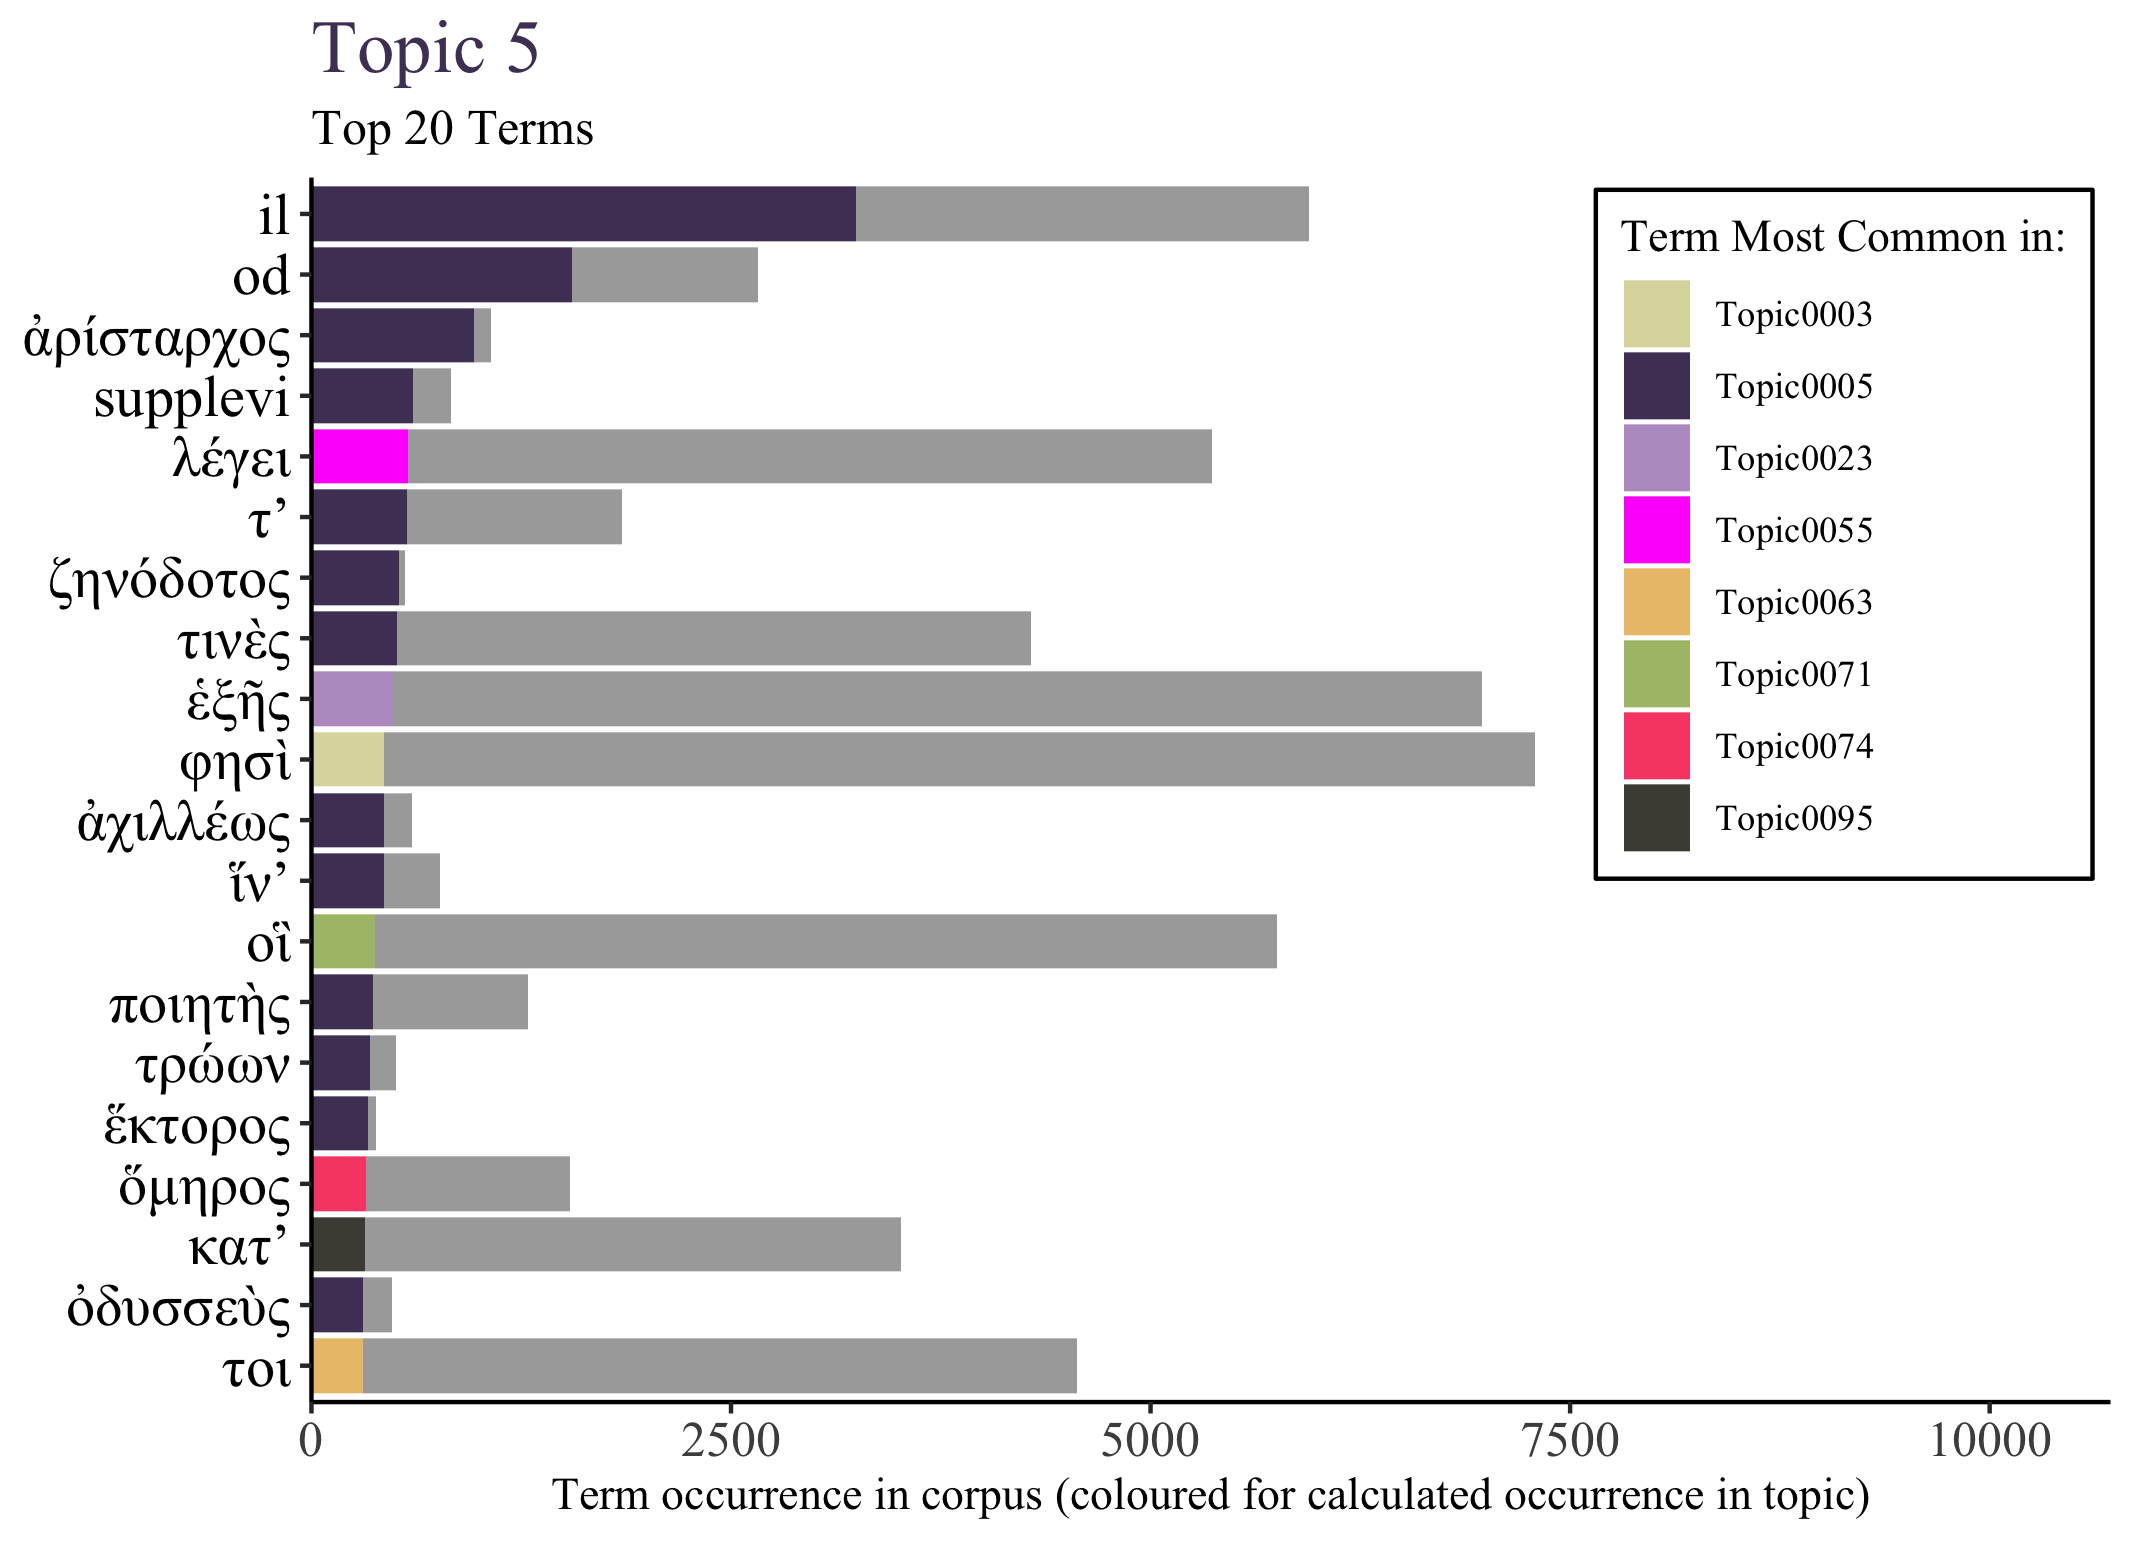 Topic 5
Top 20 Terms
il
od
ἀρίσταρχος
supplevi
λέγει
τ’
ζηνόδοτος
τινὲς
ἑξῆς
φησὶ
ἀχιλλέως
ἵν’
οἳ
ποιητὴς
τρώων
ἕκτορος
ὅμηρος
κατ’
ὀδυσσεὺς
τοι
0 2500 5000 7500 10000
Term occurrence in corpus (coloured for calculated occurrence in topic)
Term Most Common in:
Topic0003
Topic0005
Topic0023
Topic0055
Topic0063
Topic0071
Topic0074
Topic0095